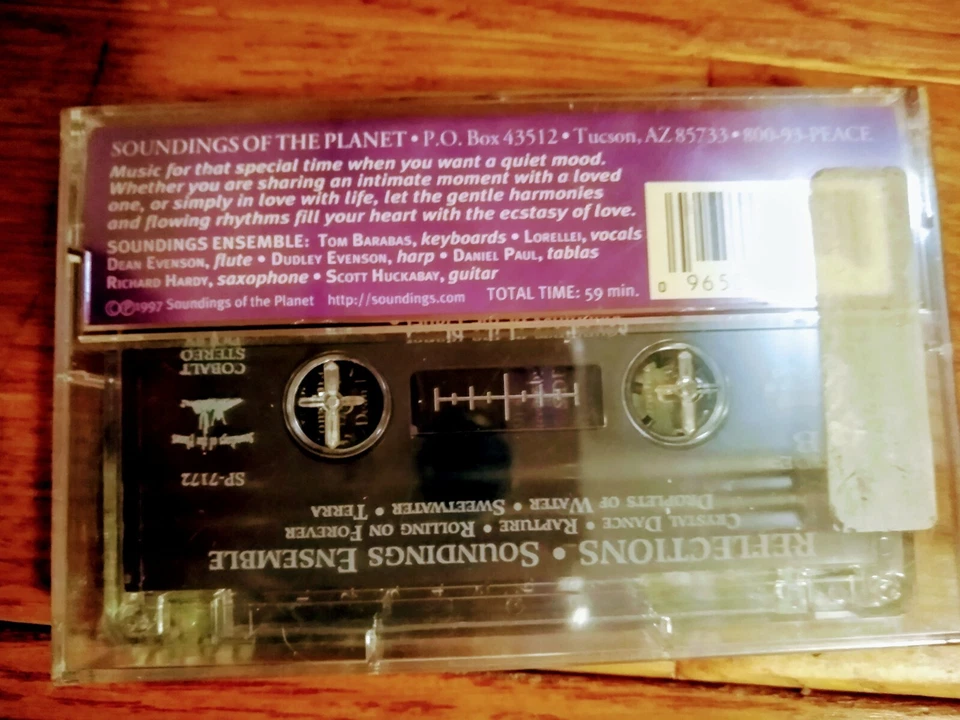 SOUNDINGS OF THE PLANET • P.O. Box 43512 • Tucson, AZ 85733 • 800-93-PEACE
Music for that special time when you want a quiet mood.
Whether you are sharing an intimate moment with a loved
one, or simply in love with life, let the gentle harmonies
and flowing rhythms fill your heart with the ecstasy of love.
SOUNDINGS ENSEMBLE: TOM BARABAS, keyboards • LORELLEI, vocals
DEAN EVENSON, flute • DUDLEY EVENSON, harp • DANIEL PAUL, tablas
RICHARD HARDY, saxophone • SCOTT HUCKABAY, guitar
©℗1997 Soundings of the Planet http://soundings.com TOTAL TIME: 59 min.
0 965
REFLECTIONS • SOUNDINGS ENSEMBLE
CRYSTAL DANCE • RAPTURE • ROLLING ON FOREVER
DROPLETS OF WATER • SWEETWATER • TERRA
SP-7172
Soundings of the Planet
COBALT
STEREO